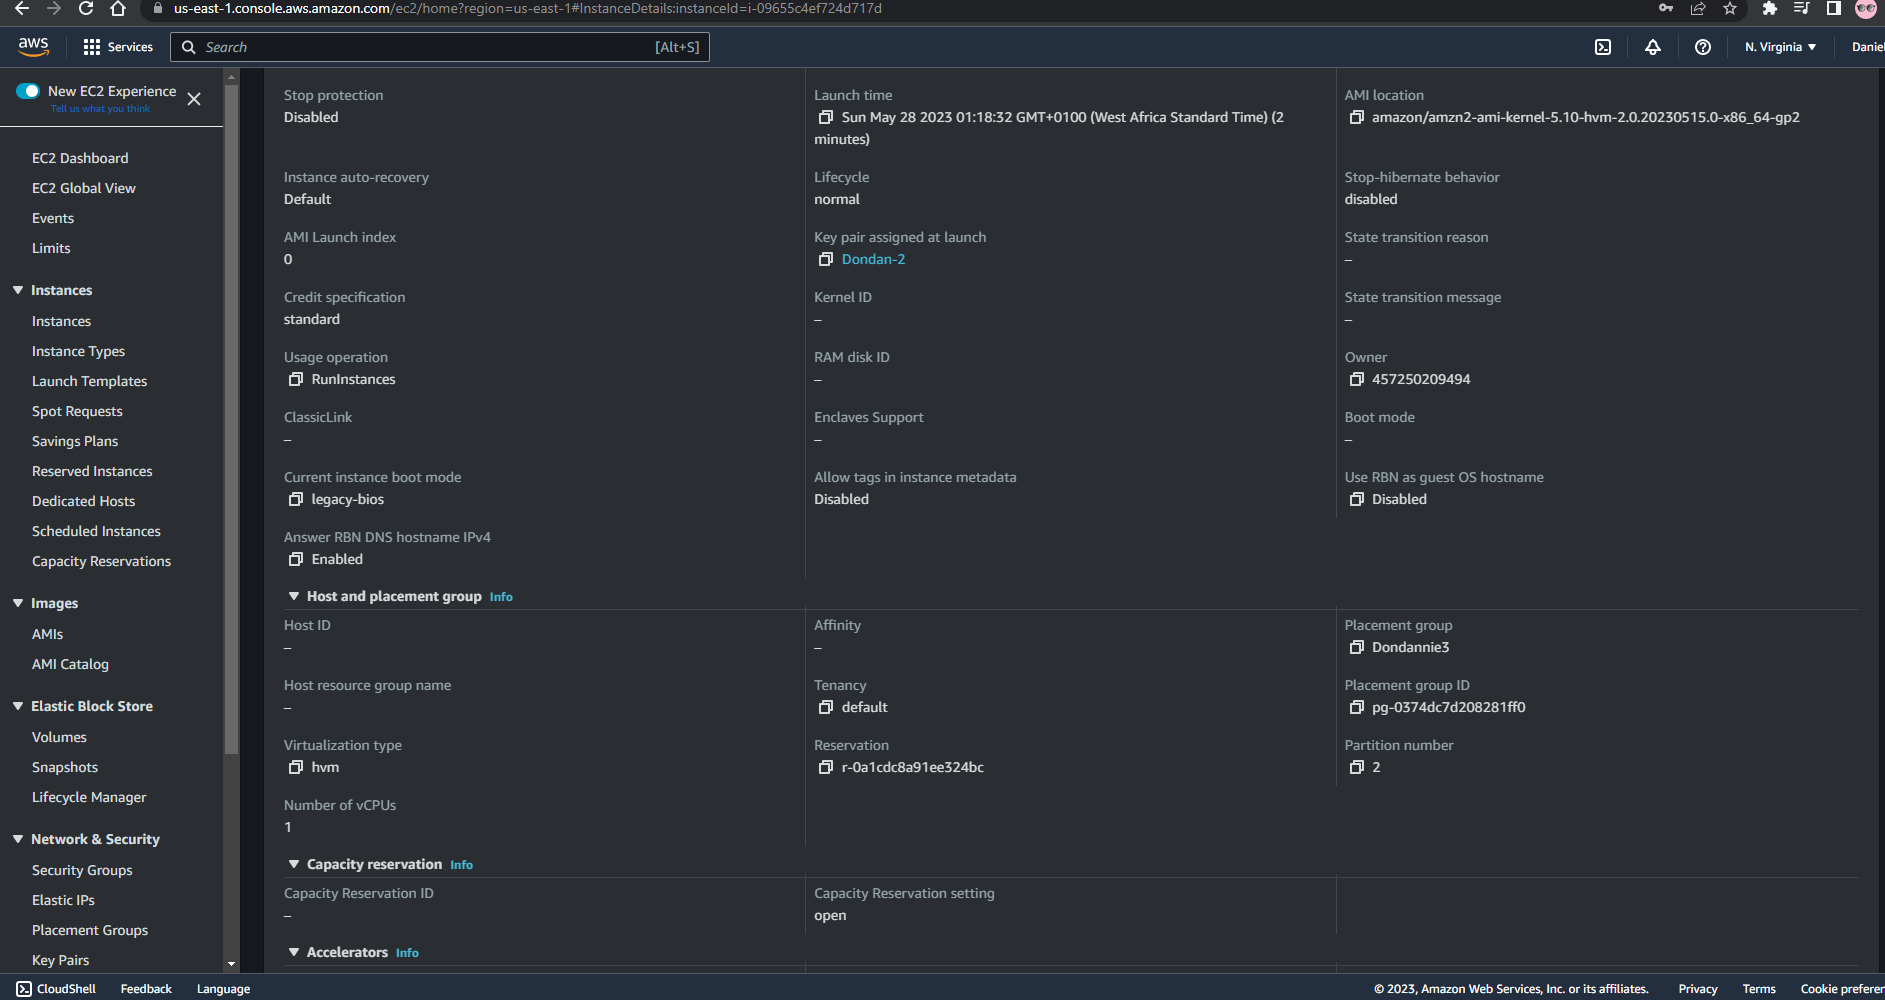 us-east-1.console.aws.amazon.com/ec2/home?region=us-east-1#InstanceDetails:instanceId=i-09655c4ef724d717d
aws
Services
Search
[Alt+S]
N. Virginia
Daniel
New EC2 Experience
Tell us what you think
EC2 Dashboard
EC2 Global View
Events
Limits
Instances
Instances
Instance Types
Launch Templates
Spot Requests
Savings Plans
Reserved Instances
Dedicated Hosts
Scheduled Instances
Capacity Reservations
Images
AMIs
AMI Catalog
Elastic Block Store
Volumes
Snapshots
Lifecycle Manager
Network & Security
Security Groups
Elastic IPs
Placement Groups
Key Pairs
Stop protection
Disabled
Launch time
Sun May 28 2023 01:18:32 GMT+0100 (West Africa Standard Time) (2
minutes)
AMI location
amazon/amzn2-ami-kernel-5.10-hvm-2.0.20230515.0-x86_64-gp2
Instance auto-recovery
Default
Lifecycle
normal
Stop-hibernate behavior
disabled
AMI Launch index
0
Key pair assigned at launch
Dondan-2
State transition reason
–
Credit specification
standard
Kernel ID
–
State transition message
–
Usage operation
RunInstances
RAM disk ID
–
Owner
457250209494
ClassicLink
–
Enclaves Support
–
Boot mode
–
Current instance boot mode
legacy-bios
Allow tags in instance metadata
Disabled
Use RBN as guest OS hostname
Disabled
Answer RBN DNS hostname IPv4
Enabled
Host and placement group Info
Host ID
–
Affinity
–
Placement group
Dondannie3
Host resource group name
–
Tenancy
default
Placement group ID
pg-0374dc7d208281ff0
Virtualization type
hvm
Reservation
r-0a1cdc8a91ee324bc
Partition number
2
Number of vCPUs
1
Capacity reservation Info
Capacity Reservation ID
–
Capacity Reservation setting
open
Accelerators Info
CloudShell
Feedback
Language
© 2023, Amazon Web Services, Inc. or its affiliates.
Privacy
Terms
Cookie preferen